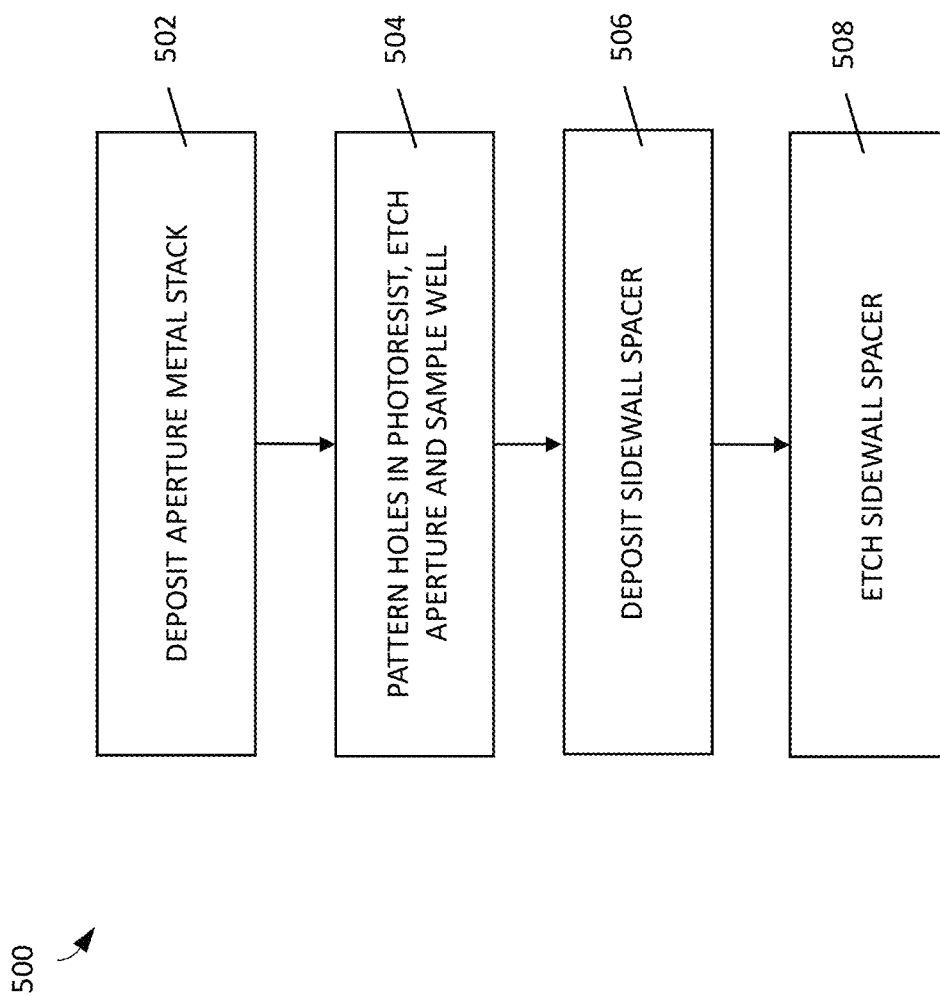 500
DEPOSIT APERTURE METAL STACK
502
PATTERN HOLES IN PHOTORESIST, ETCH
APERTURE AND SAMPLE WELL
504
DEPOSIT SIDEWALL SPACER
506
ETCH SIDEWALL SPACER
508